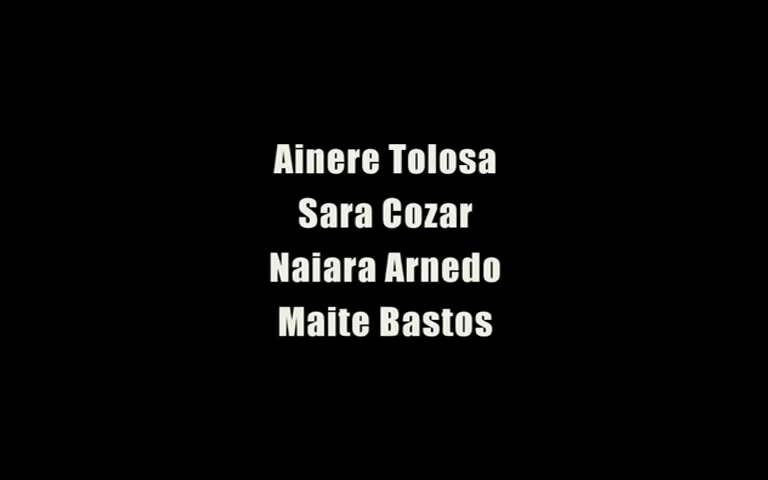 Ainere Tolosa
Sara Cozar
Naiara Arnedo
Maite Bastos